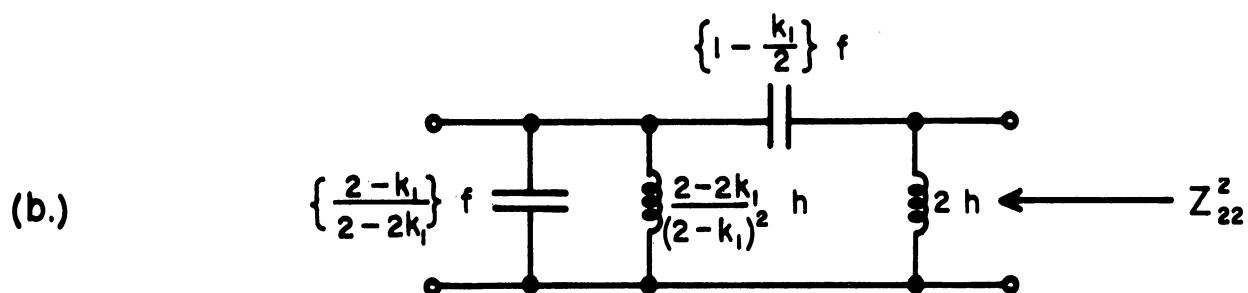 {1 - k₁/2} f
(b.)
{2 - k₁/2 - 2k₁} f
2 - 2k₁/(2 - k₁)² h
2 h
Z²₂₂